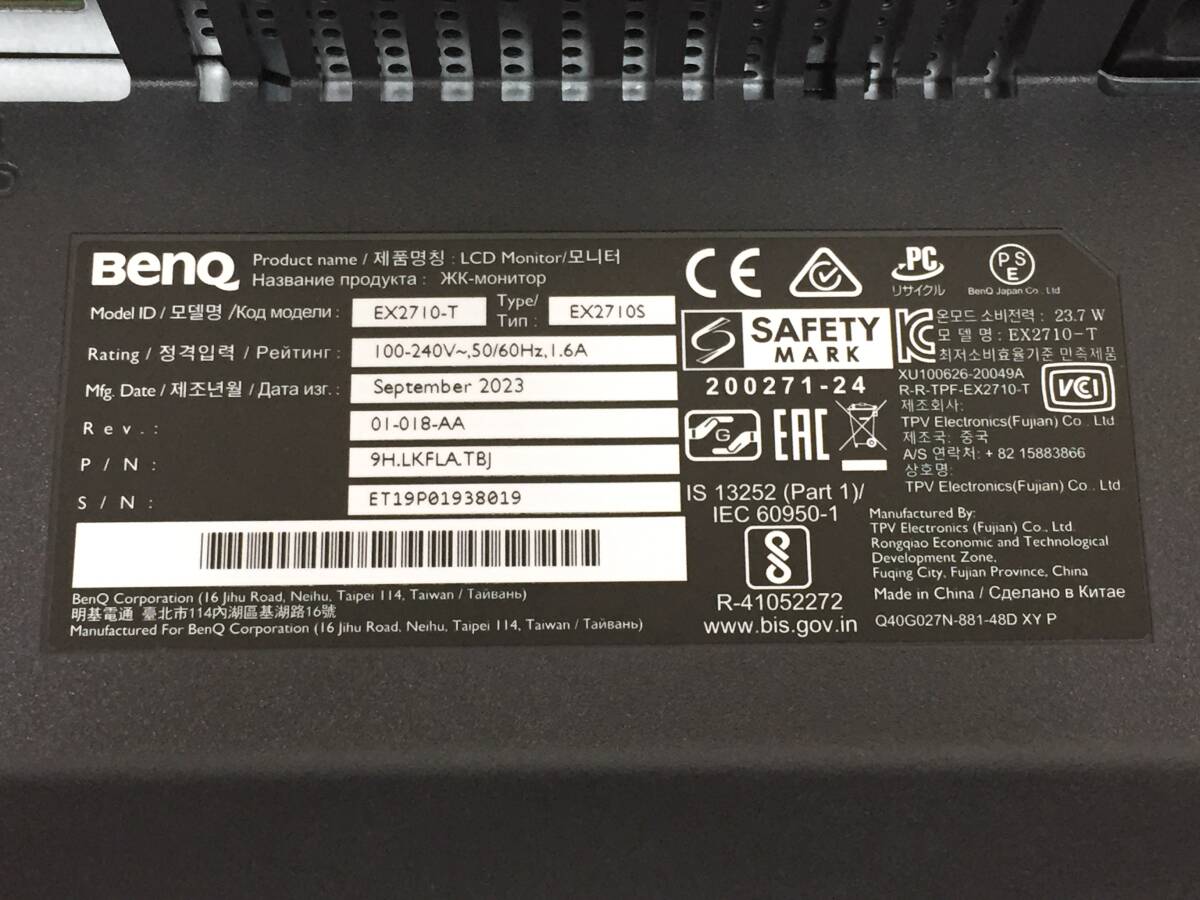 BenQ
Product name / 제품명칭 : LCD Monitor/모니터
Название продукта : ЖК-монитор
Model ID / 모델명 /Код модели : EX2710-T Type/ Тип : EX2710S
Rating / 정격입력 / Рейтинг : 100-240V~,50/60Hz,1.6A
Mfg. Date / 제조년월 / Дата изг. : September 2023
Rev. : 01-018-AA
P/N : 9H.LKFLA.TBJ
S/N : ET19P01938019
BenQ Corporation (16 Jihu Road, Neihu, Taipei 114, Taiwan / Тайвань)
明基電通 臺北市114內湖區基湖路16號
Manufactured For BenQ Corporation (16 Jihu Road, Neihu, Taipei 114, Taiwan / Тайвань)
CE
PC
リサイクル
PSE
BenQ Japan Co., Ltd
SAFETY
MARK
200271-24
G
EAC
IS 13252 (Part 1)/
IEC 60950-1
R-41052272
www.bis.gov.in
온모드 소비전력 : 23.7 W
모 델 명 : EX2710-T
최저소비효율기준 만족제품
XU100626-20049A
R-R-TPF-EX2710-T
VCCI
제조회사:
TPV Electronics(Fujian) Co., Ltd.
제조국: 중국
A/S 연락처: + 82 15883866
상호명:
TPV Electronics(Fujian) Co., Ltd.
Manufactured By:
TPV Electronics (Fujian) Co., Ltd.
Rongqiao Economic and Technological
Development Zone,
Fuqing City, Fujian Province, China
Made in China / Сделано в Китае
Q40G027N-881-48D XY P